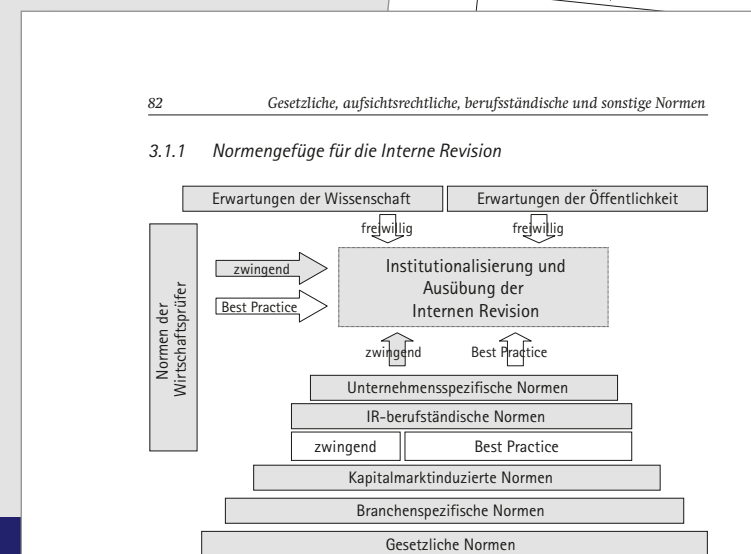 82 Gesetzliche, aufsichtsrechtliche, berufsständische und sonstige Normen
3.1.1 Normengefüge für die Interne Revision
Erwartungen der Wissenschaft Erwartungen der Öffentlichkeit
freiwillig freiwillig
Normen der
Wirtschaftsprüfer
zwingend
Best Practice
Institutionalisierung und
Ausübung der
Internen Revision
zwingend Best Practice
Unternehmensspezifische Normen
IR-berufständische Normen
zwingend Best Practice
Kapitalmarktinduzierte Normen
Branchenspezifische Normen
Gesetzliche Normen